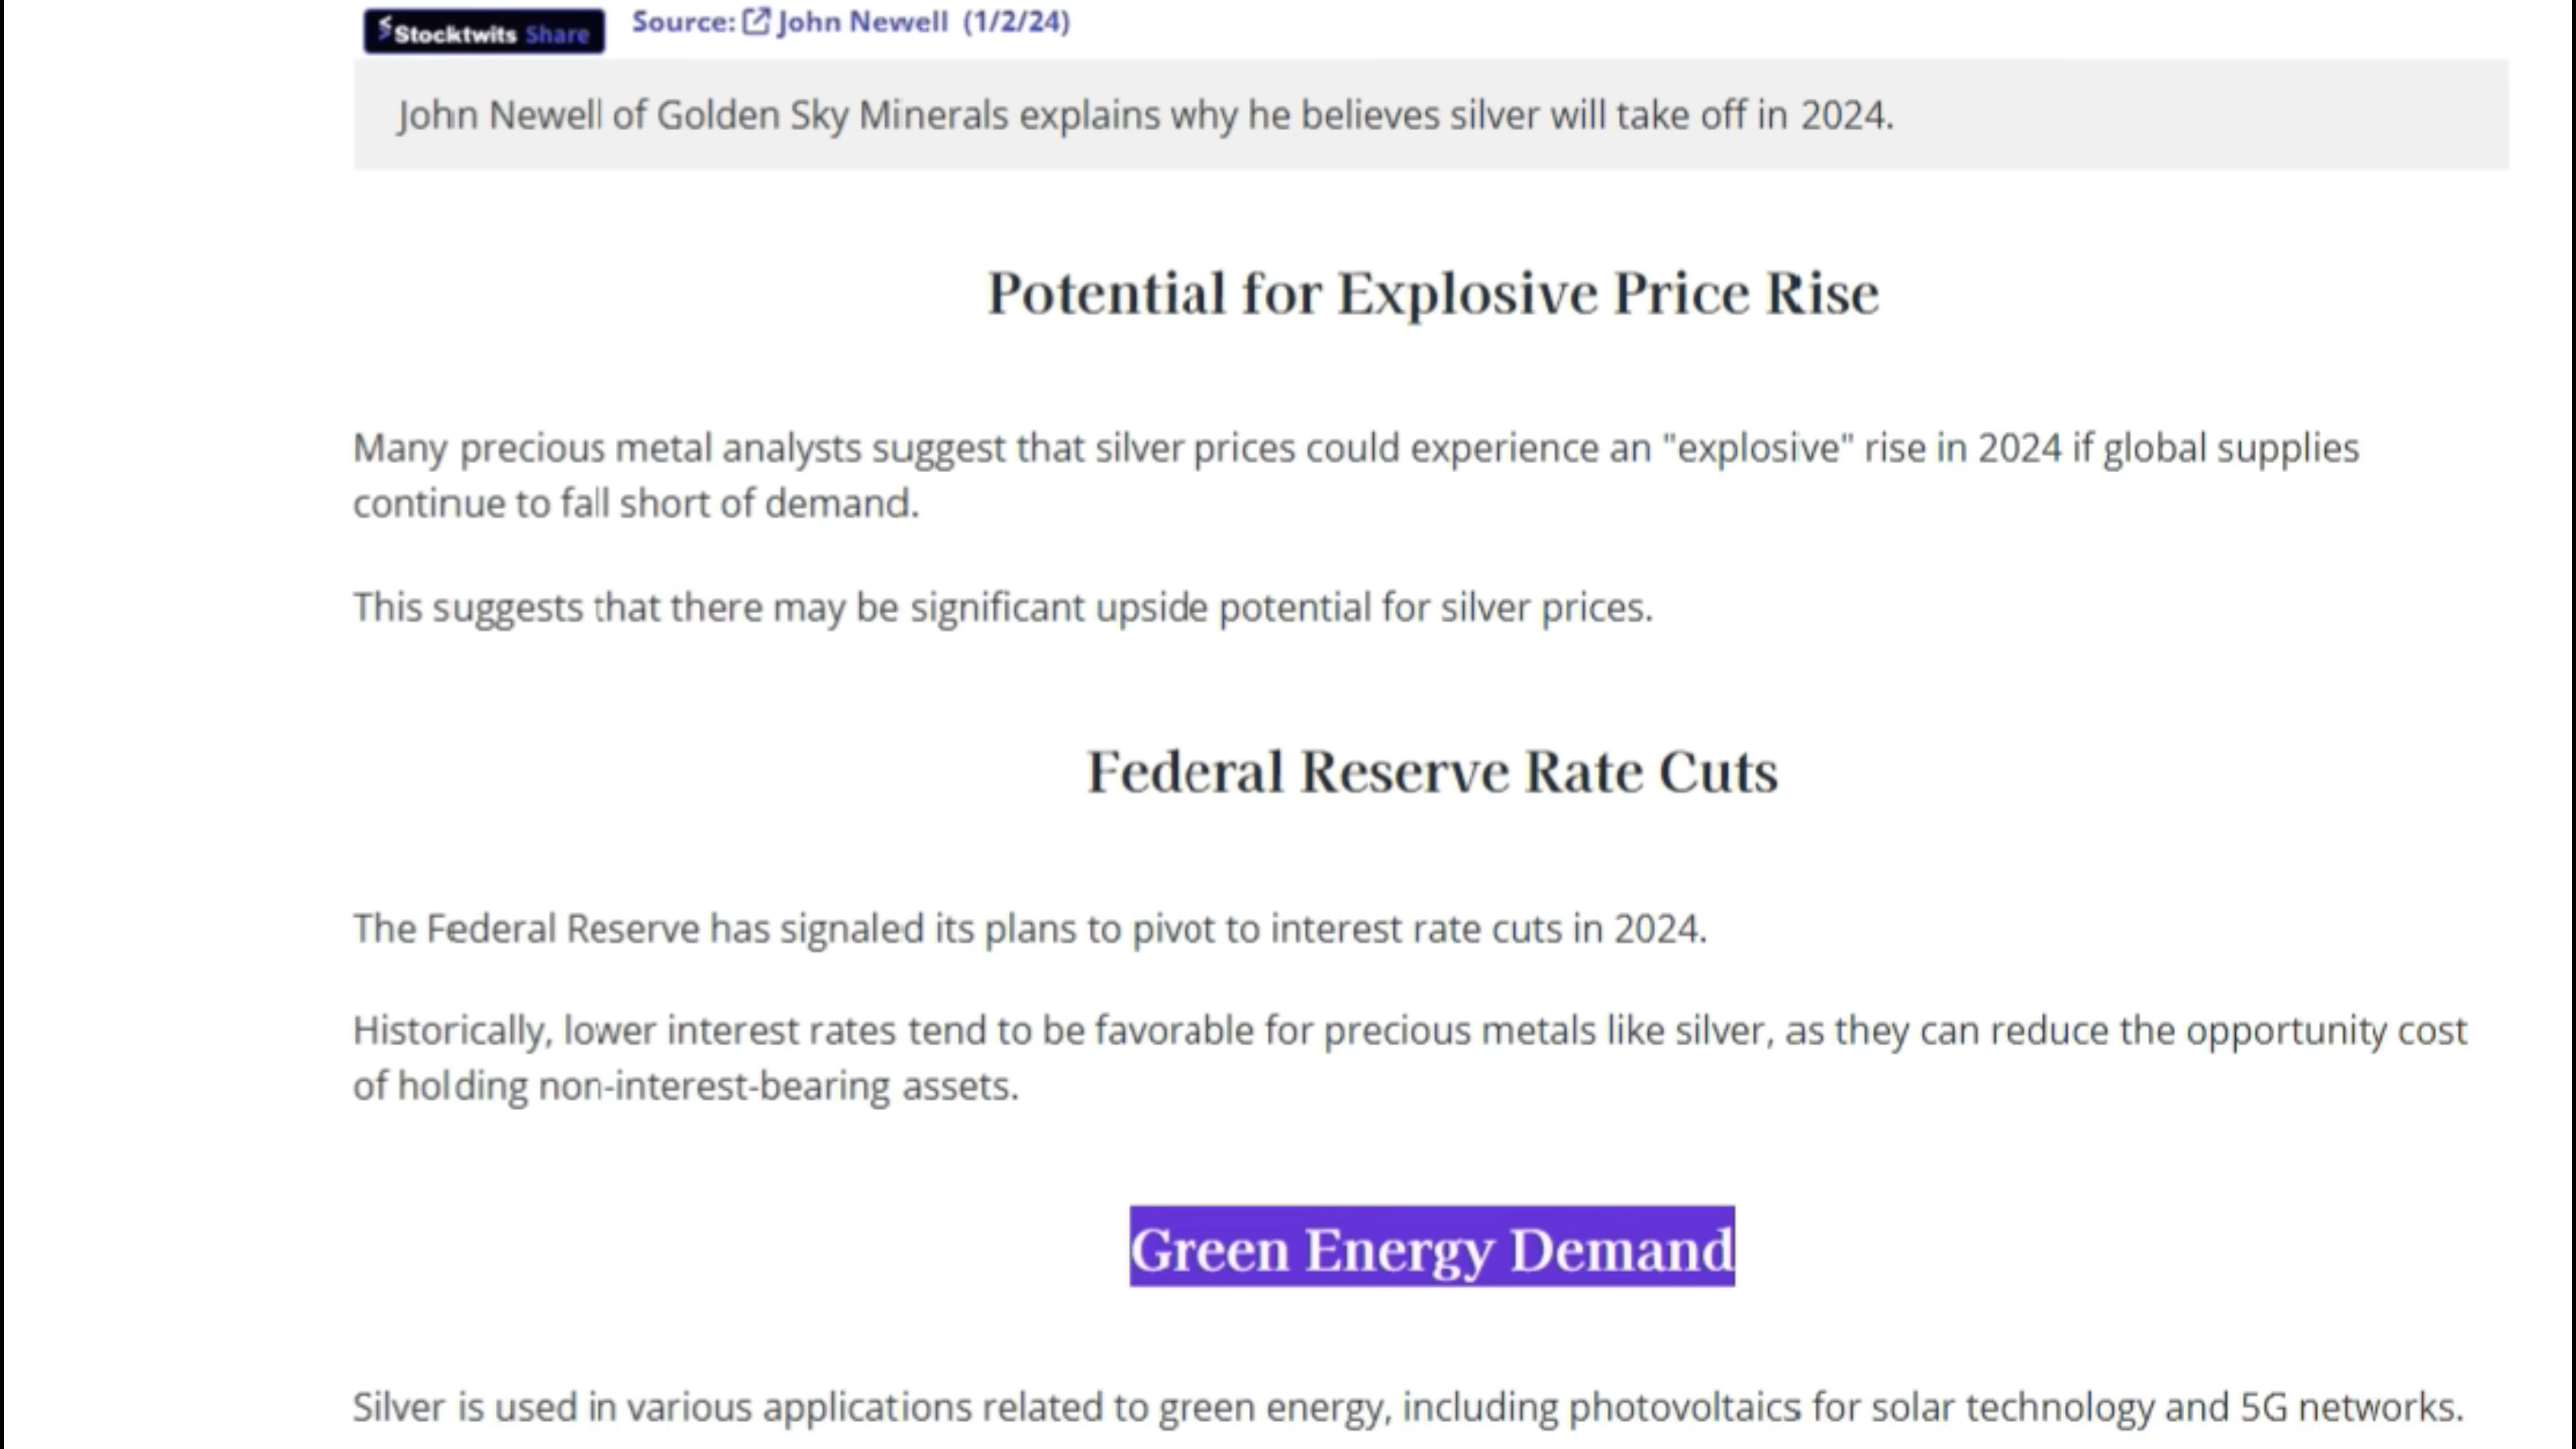 Stocktwits Share Source: John Newell (1/2/24)
John Newell of Golden Sky Minerals explains why he believes silver will take off in 2024.
Potential for Explosive Price Rise
Many precious metal analysts suggest that silver prices could experience an "explosive" rise in 2024 if global supplies
continue to fall short of demand.
This suggests that there may be significant upside potential for silver prices.
Federal Reserve Rate Cuts
The Federal Reserve has signaled its plans to pivot to interest rate cuts in 2024.
Historically, lower interest rates tend to be favorable for precious metals like silver, as they can reduce the opportunity cost
of holding non-interest-bearing assets.
Green Energy Demand
Silver is used in various applications related to green energy, including photovoltaics for solar technology and 5G networks.